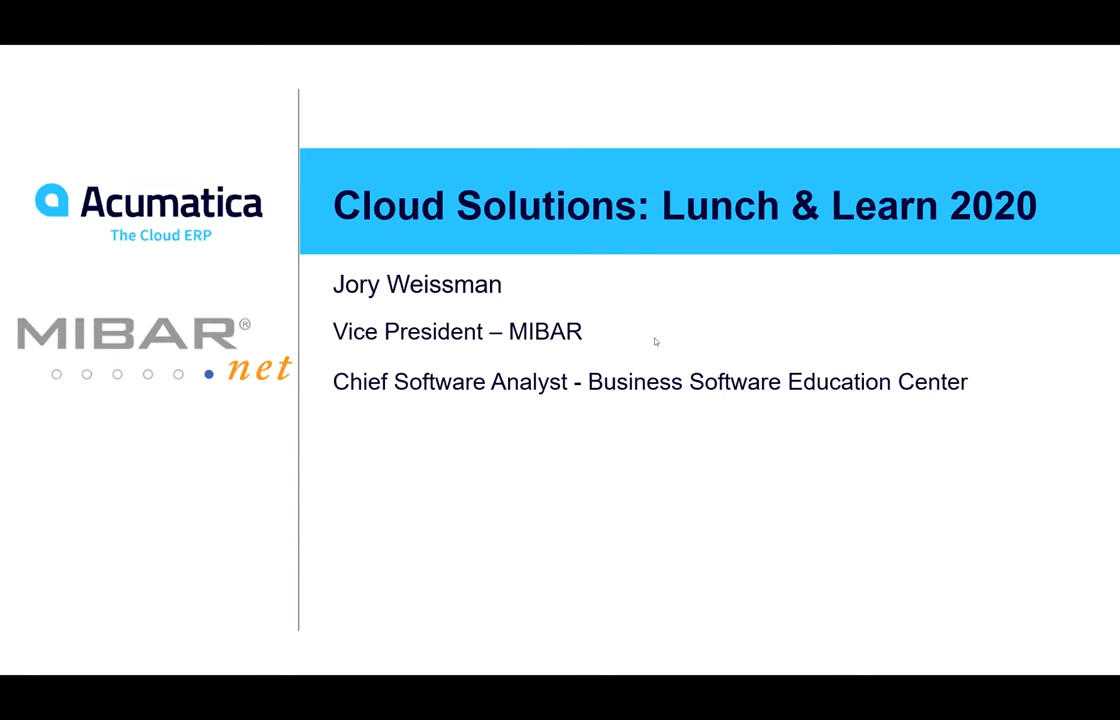 Acumatica
The Cloud ERP
MIBAR®
net
Cloud Solutions: Lunch & Learn 2020
Jory Weissman
Vice President – MIBAR
Chief Software Analyst - Business Software Education Center